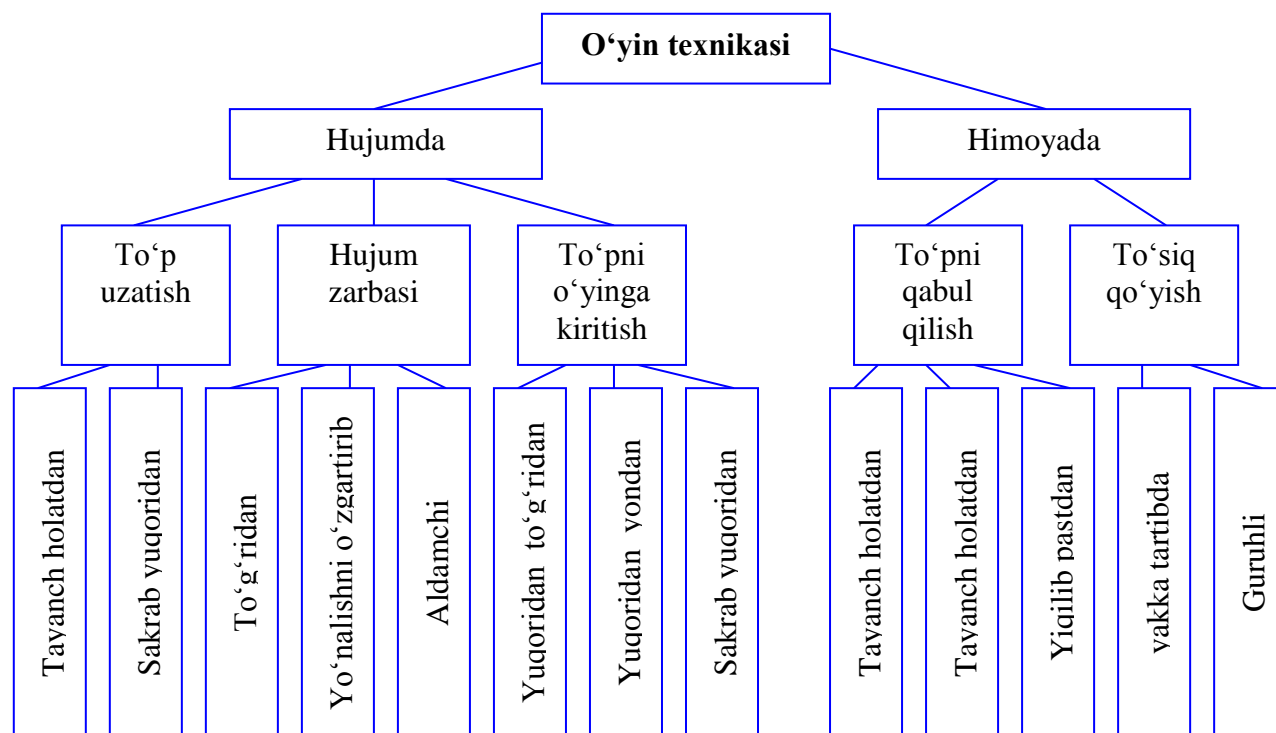 O‘yin texnikasi
Hujumda
Himoyada
To‘p
uzatish
Hujum
zarbasi
To‘pni
o‘yinga
kiritish
To‘pni
qabul
qilish
To‘siq
qo‘yish
Tayanch holatdan
Sakrab yuqoridan
To‘g‘ridan
Yo‘nalishni o‘zgartirib
Aldamchi
Yuqoridan to‘g‘ridan
Yuqoridan yondan
Sakrab yuqoridan
Tayanch holatdan
Tayanch holatdan
Yiqilib pastdan
yakka tartibda
Guruhli